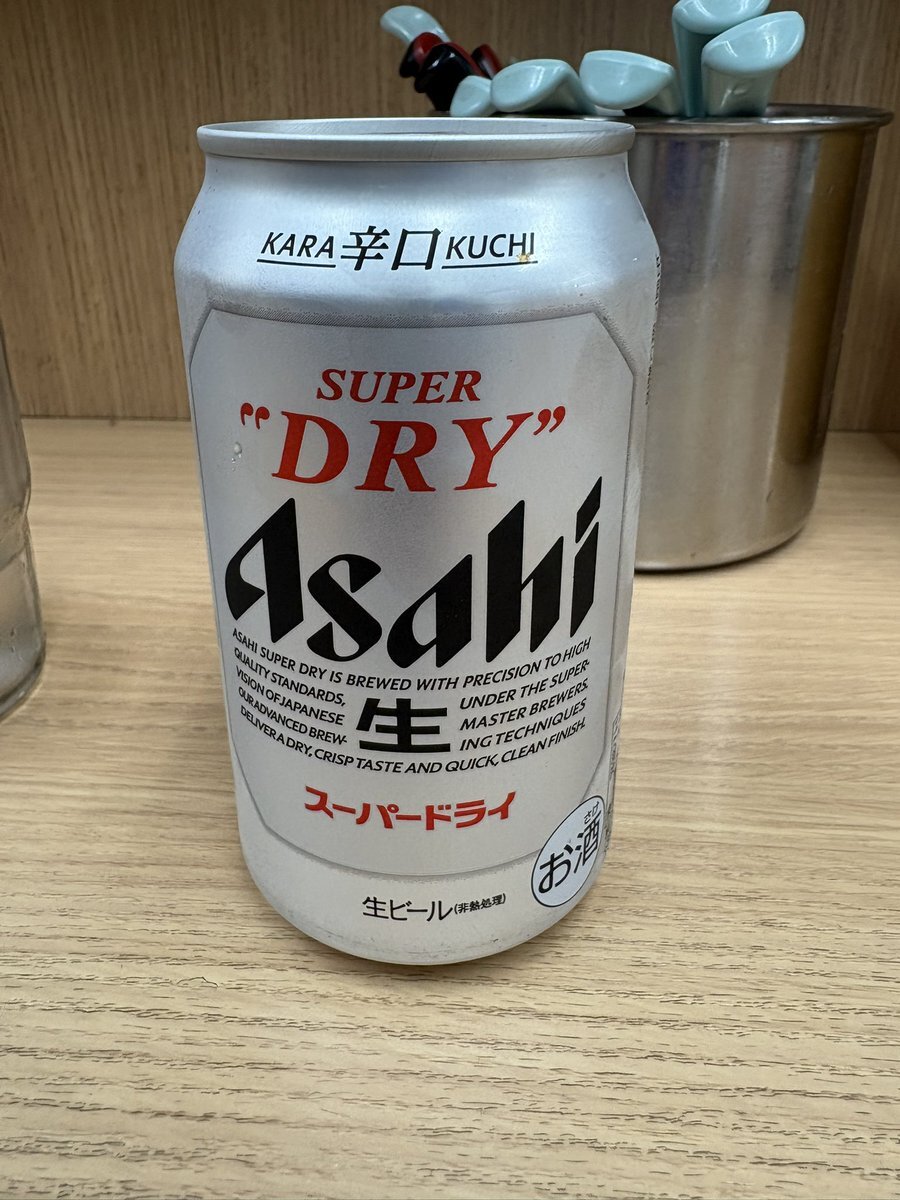 KARA 辛口 KUCHI
SUPER
"DRY"
Asahi
ASAHI SUPER DRY IS BREWED WITH PRECISION TO HIGH
QUALITY STANDARDS, UNDER THE SUPER-
VISION OF JAPANESE MASTER BREWERS.
OUR ADVANCED BREW- ING TECHNIQUES
DELIVER A DRY, CRISP TASTE AND QUICK, CLEAN FINISH.
生
スーパードライ
さけ
お酒
生ビール(非熱処理)